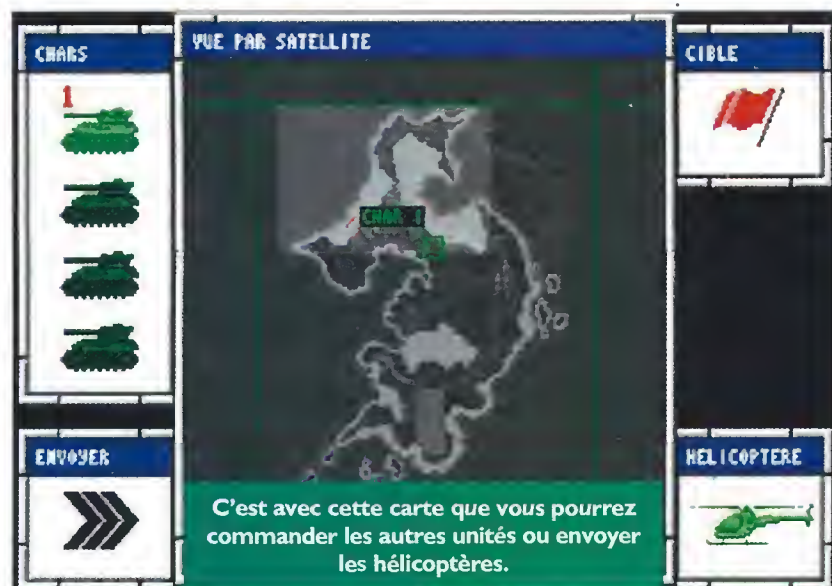 CHARS
VUE PAR SATELLITE
CIBLE
1
CHAR 1
ENVOYER
HELICOPTERE
C'est avec cette carte que vous pourrez
commander les autres unités ou envoyer
les hélicoptères.